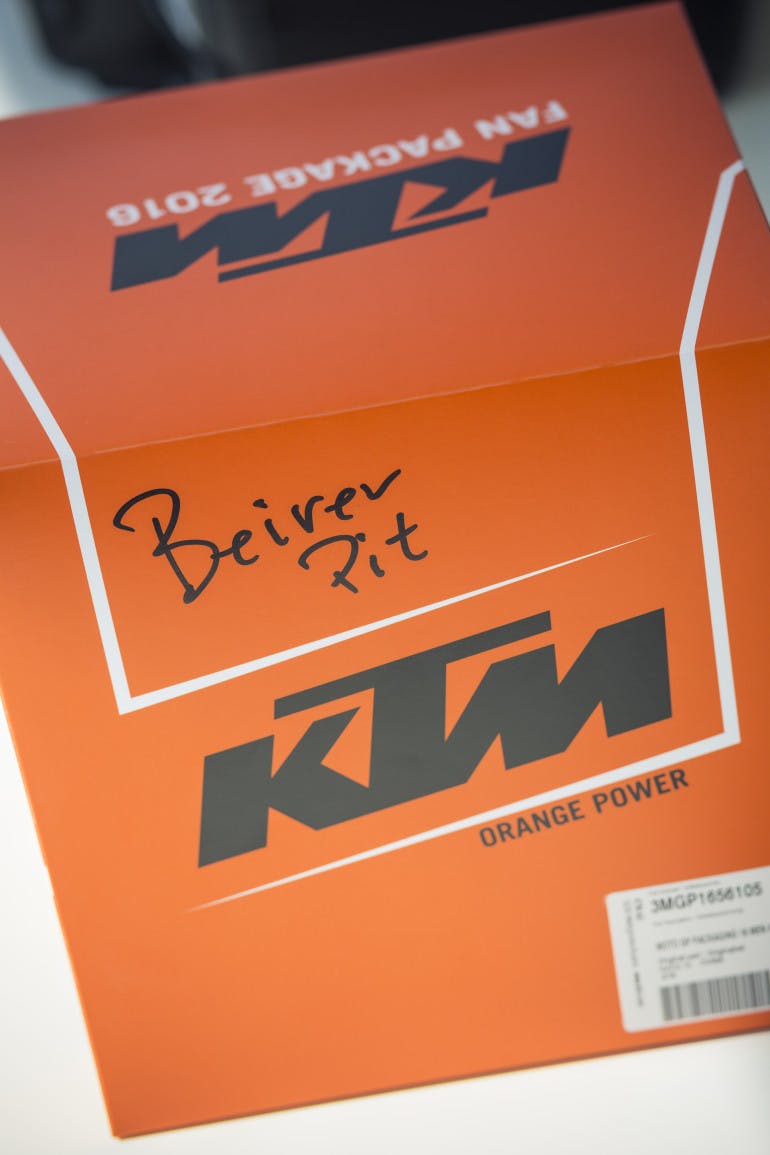 FAN PACKAGE 2016
KTM
Beirer
Pit
KTM
ORANGE POWER
3MGP1656105